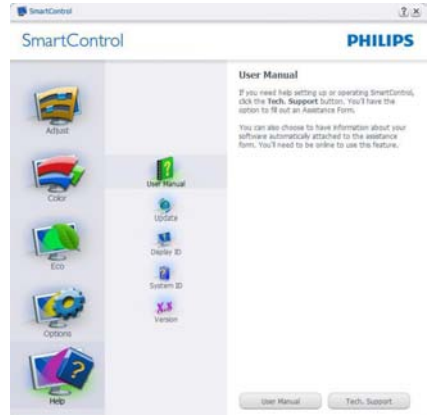 SmartControl
SmartControl
PHILIPS
User Manual
If you need help setting up or operating SmartControl,
click the Tech. Support button. You'll have the
option to fill out an Assistance Form.
You can also choose to have information about your
software automatically attached to the assistance
form. You'll need to be online to use this feature.
Adjust
Color
Eco
Options
Help
User Manual
Update
Display ID
System ID
X.X
Version
User Manual
Tech. Support